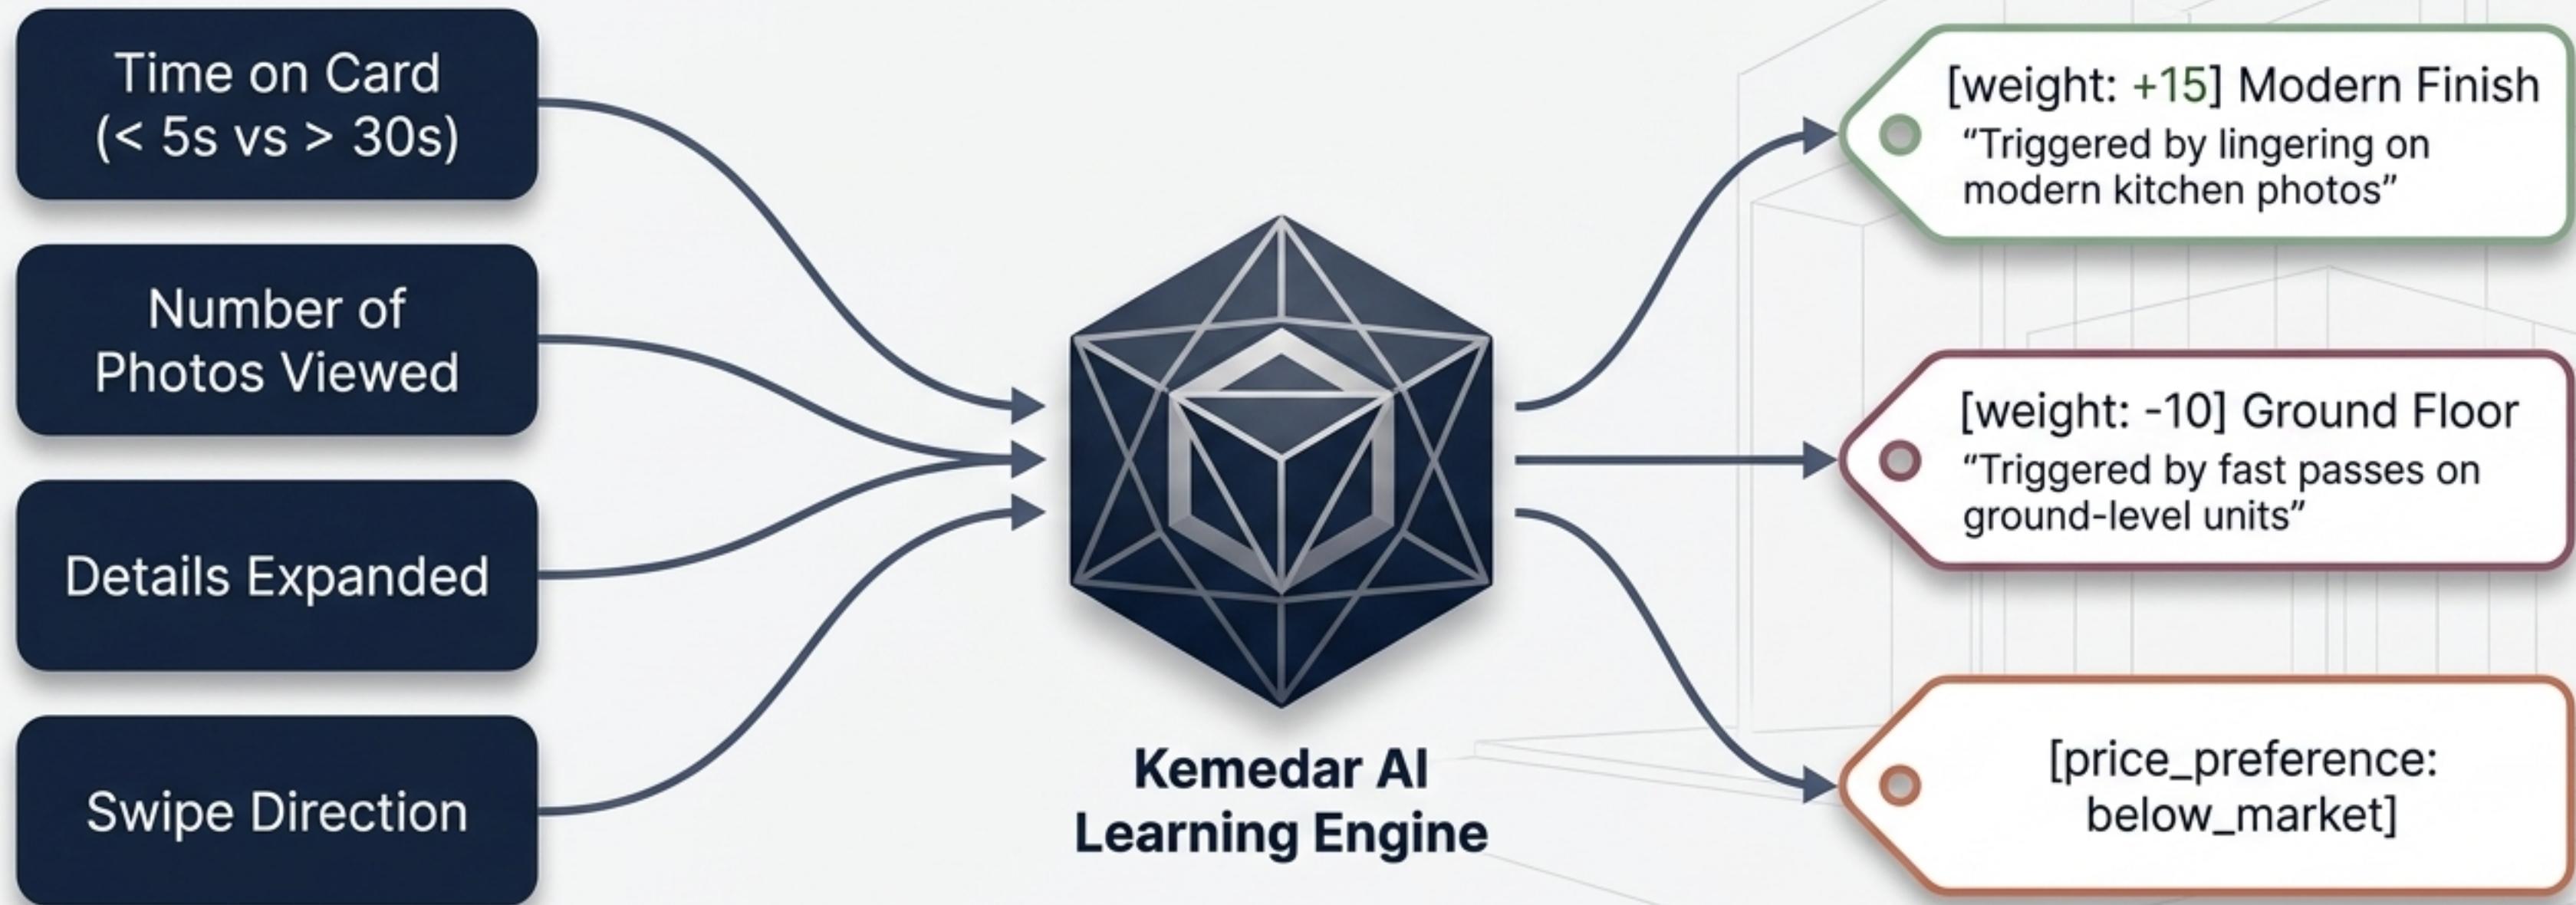 Time on Card
(< 5s vs > 30s)
Number of
Photos Viewed
Details Expanded
Swipe Direction
Kemedar AI
Learning Engine
[weight: +15] Modern Finish
“Triggered by lingering on
modern kitchen photos”
[weight: -10] Ground Floor
“Triggered by fast passes on
ground-level units”
[price_preference:
below_market]